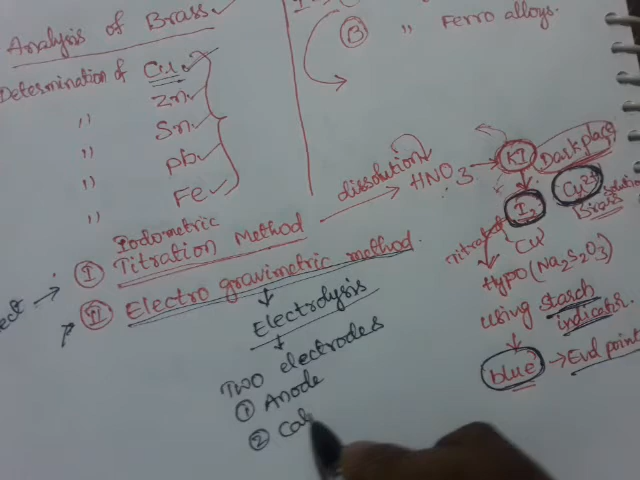 Analysis of Brass
Determination of Cu
" Zn
" Sn
" Pb
" Fe
B " Ferro alloys.
I Iodometric
Titration Method
II Electro gravimetric method.
Electrolysis
Two electrodes
1 Anode
2 Cat
dissolution
HNO3
KI Dark place
I2 Cu2 solution
Brass
Cu
Titrated
Hypo (Na2S2O3)
using starch
indicator.
blue → End point